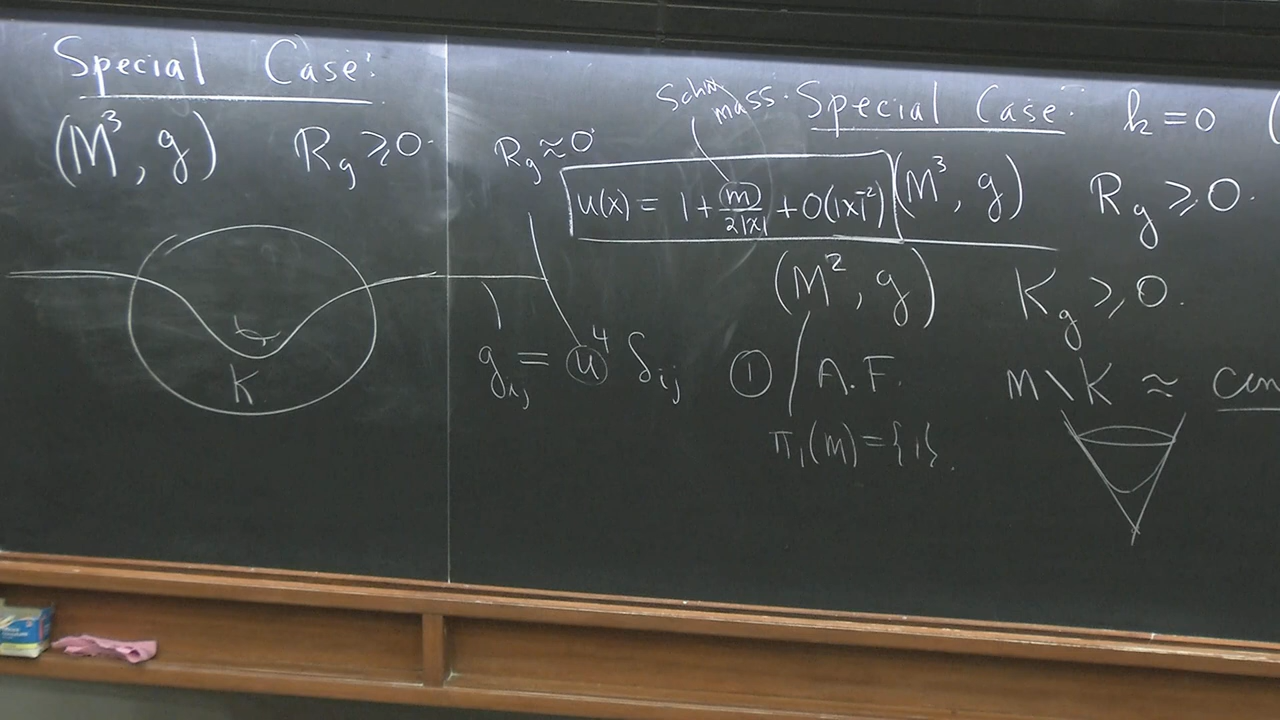 Special Case:
(M³, g) R_g ⩾ 0
K
R_g ≈ 0
g_ij = u⁴ δ_ij
mass.
Special Case: k = 0 (
u(x) = 1 + m/2|x| + O(|x|⁻²)
(M³, g) R_g ⩾ 0.
(M², g) K_g ⩾ 0.
① A.F. M\K ≈
π₁(M) = {1}.